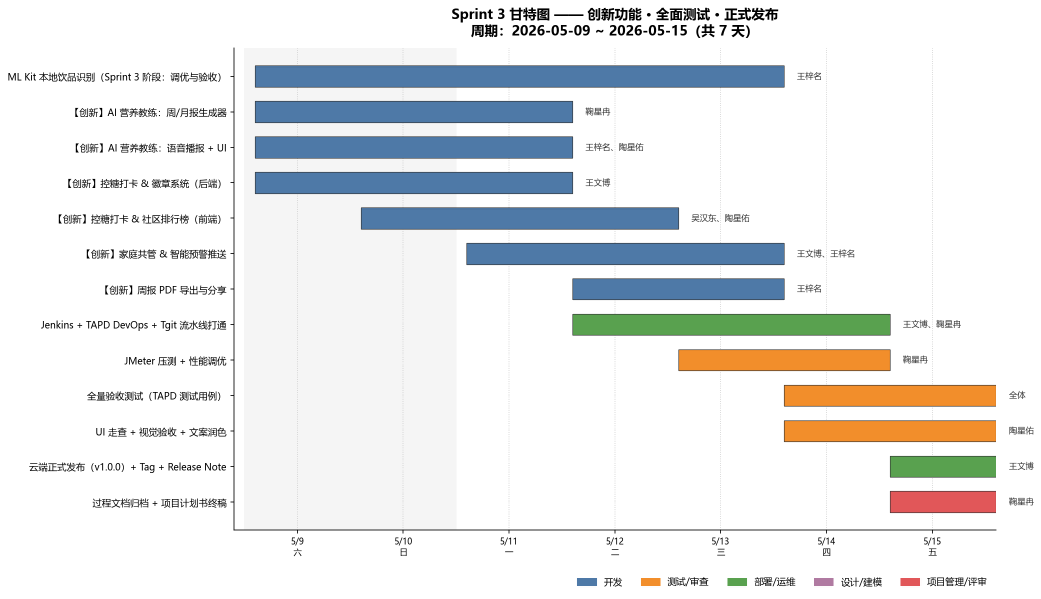 Sprint 3 甘特图 —— 创新功能·全面测试·正式发布
周期：2026-05-09 ~ 2026-05-15（共 7 天）
ML Kit 本地饮品识别（Sprint 3 阶段：调优与验收） 王梓名
【创新】AI 营养教练：周/月报生成器 鞠星冉
【创新】AI 营养教练：语音播报 + UI 王梓名、陶星佑
【创新】控糖打卡 & 徽章系统（后端） 王文博
【创新】控糖打卡 & 社区排行榜（前端） 吴汉东、陶星佑
【创新】家庭共管 & 智能预警推送 王文博、王梓名
【创新】周报 PDF 导出与分享 王梓名
Jenkins + TAPD DevOps + Tgit 流水线打通 王文博、鞠星冉
JMeter 压测 + 性能调优 鞠星冉
全量验收测试（TAPD 测试用例） 全体
UI 走查 + 视觉验收 + 文案润色 陶星佑
云端正式发布（v1.0.0）+ Tag + Release Note 王文博
过程文档归档 + 项目计划书终稿 鞠星冉
5/9 5/10 5/11 5/12 5/13 5/14 5/15
六 日 一 二 三 四 五
开发 测试/审查 部署/运维 设计/建模 项目管理/评审